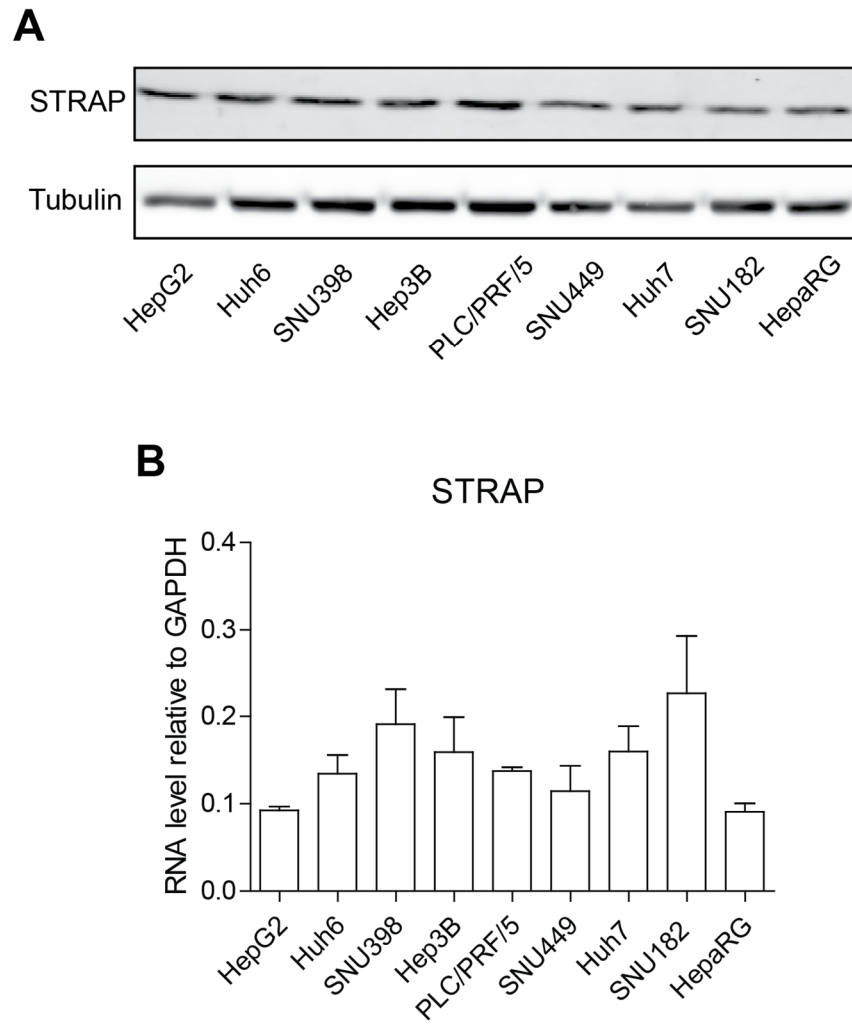 A
STRAP
Tubulin
HepG2 Huh6 SNU398 Hep3B PLC/PRF/5 SNU449 Huh7 SNU182 HepaRG
B
STRAP
RNA level relative to GAPDH
0.4
0.3
0.2
0.1
0.0
HepG2 Huh6 SNU398 Hep3B PLC/PRF/5 SNU449 Huh7 SNU182 HepaRG